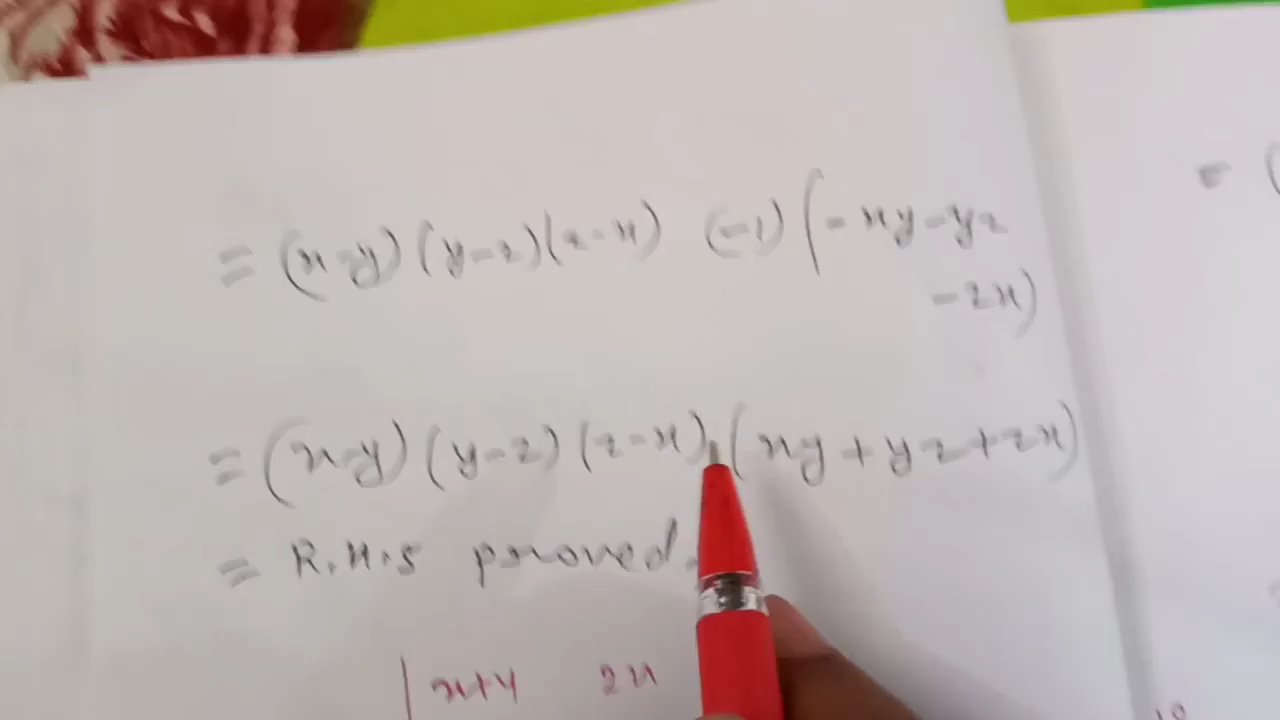 = (x-y) (y-z)(z-x) (-1) (-xy-yz
-zx)
= (x-y) (y-z) (z-x) (xy+yz+zx)
= R.H.S proved.
x+y 2x